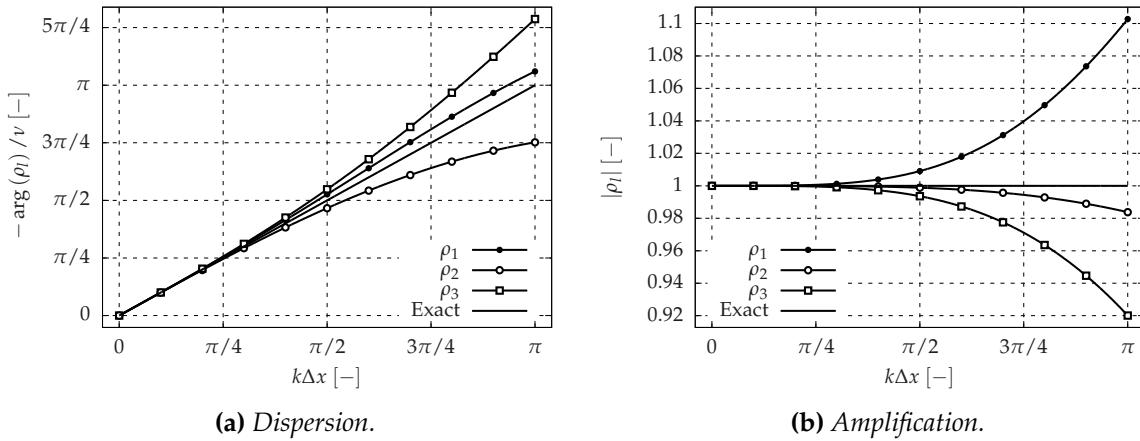 5π/4
π
3π/4
π/2
π/4
0
− arg (ρl) /ν [−]
ρ1
ρ2
ρ3
Exact
0
π/4
π/2
3π/4
π
kΔx [−]
(a) Dispersion.
1.1
1.08
1.06
1.04
1.02
1
0.98
0.96
0.94
0.92
|ρl| [−]
ρ1
ρ2
ρ3
Exact
0
π/4
π/2
3π/4
π
kΔx [−]
(b) Amplification.